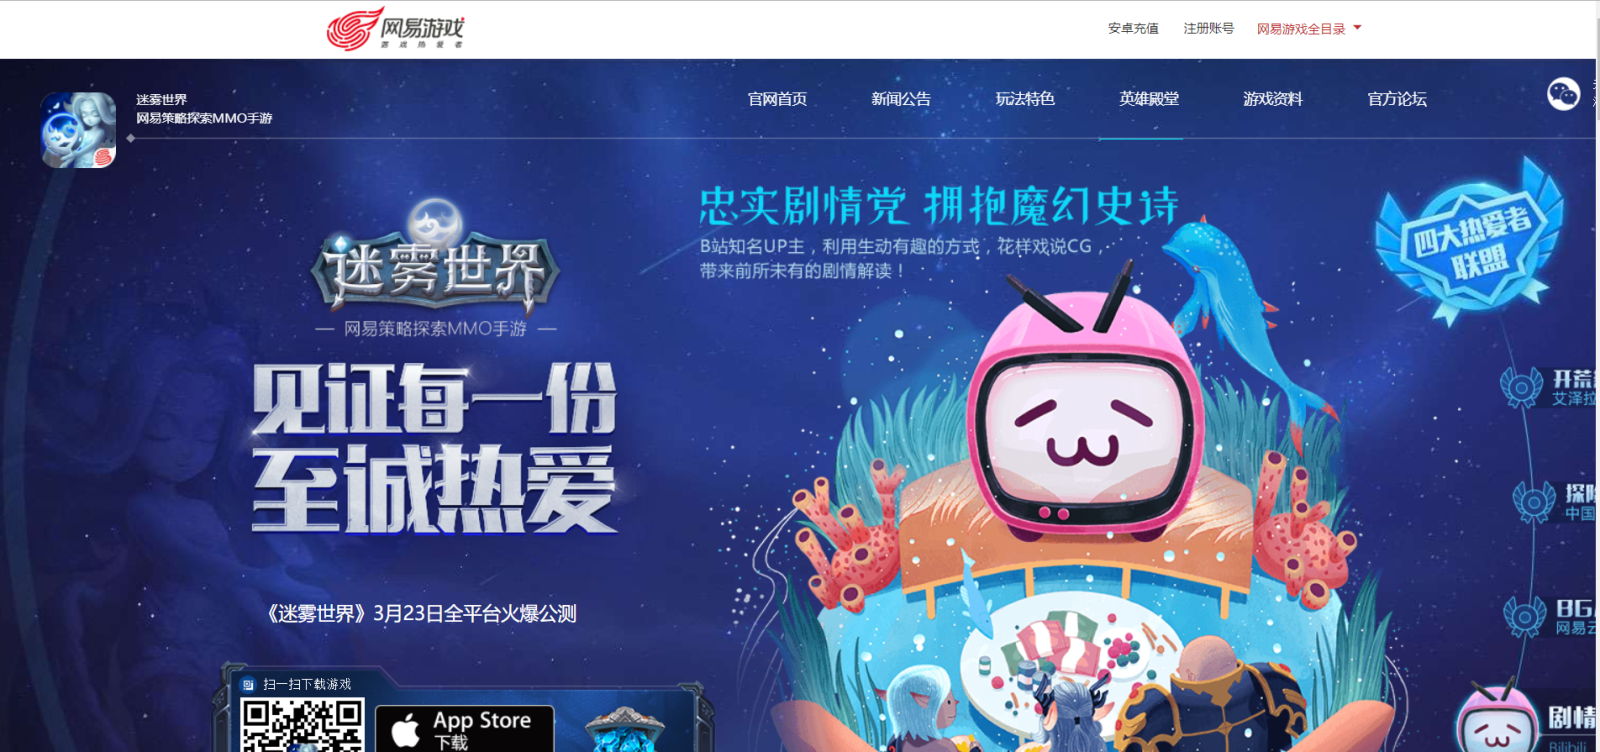 网易游戏
游戏热爱者
安卓充值 注册账号 网易游戏全目录
迷雾世界
网易策略探索MMO手游
官网首页 新闻公告 玩法特色 英雄殿堂 游戏资料 官方论坛
迷雾世界
网易策略探索MMO手游
见证每一份
至诚热爱
《迷雾世界》3月23日全平台火爆公测
扫一扫下载游戏
App Store
下载
忠实剧情党 拥抱魔幻史诗
B站知名UP主，利用生动有趣的方式，花样戏说CG，
带来前所未有的剧情解读！
四大热爱者
联盟
开荒
艾泽拉
探险
中国
BG
网易云
剧情
Bilibili